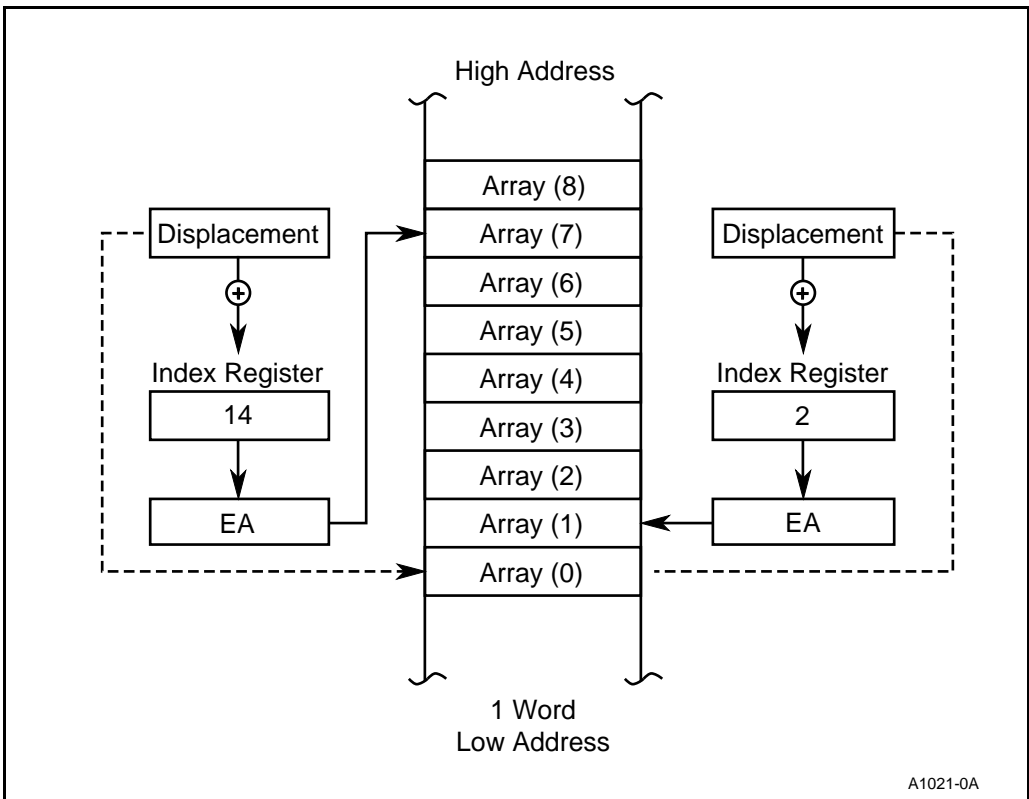 High Address
Array (8)
Displacement
Array (7)
Displacement
Array (6)
+
+
Array (5)
Index Register
Array (4)
Index Register
14
Array (3)
2
Array (2)
EA
Array (1)
EA
Array (0)
1 Word
Low Address
A1021-0A